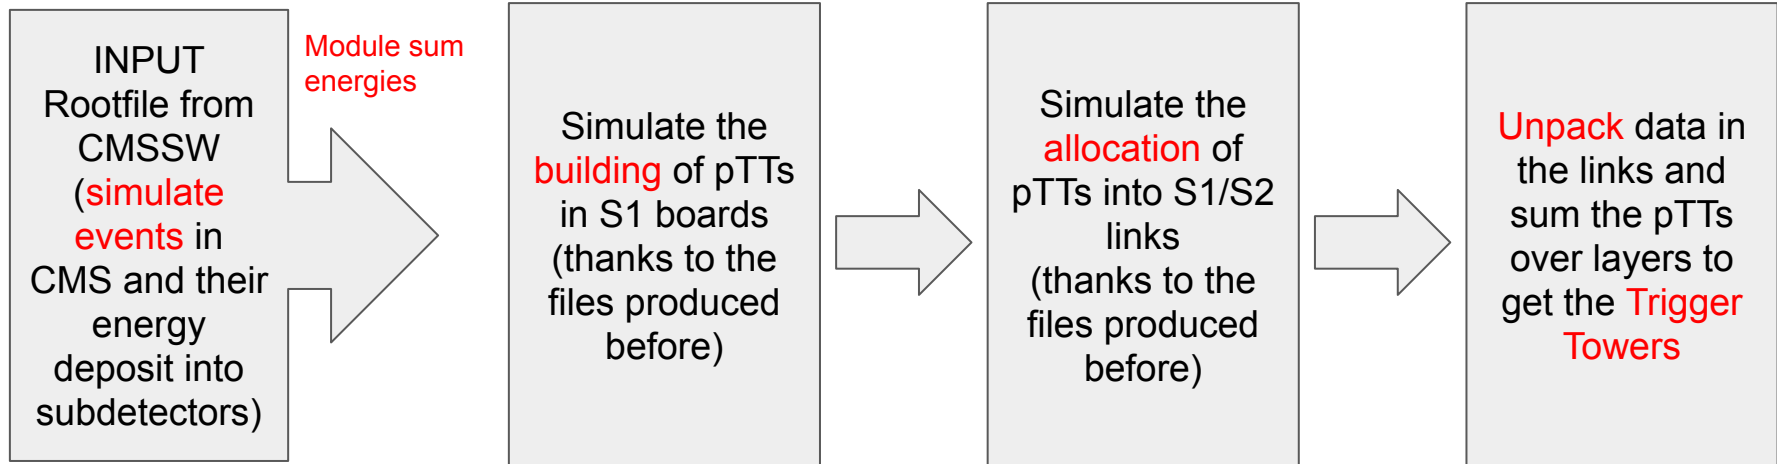 INPUT
Rootfile from
CMSSW
(simulate
events in
CMS and their
energy
deposit into
subdetectors)
Module sum
energies
Simulate the
building of pTTs
in S1 boards
(thanks to the
files produced
before)
Simulate the
allocation of
pTTs into S1/S2
links
(thanks to the
files produced
before)
Unpack data in
the links and
sum the pTTs
over layers to
get the Trigger
Towers